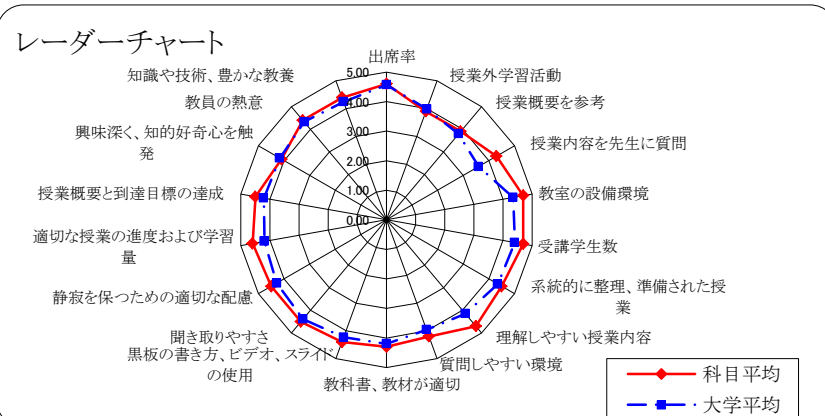 レーダーチャート
出席率
授業外学習活動
授業概要を参考
授業内容を先生に質問
教室の設備環境
受講学生数
系統的に整理、準備された授
業
理解しやすい授業内容
質問しやすい環境
教科書、教材が適切
黒板の書き方、ビデオ、スライド
の使用
聞き取りやすさ
静寂を保つための適切な配慮
適切な授業の進度および学習
量
授業概要と到達目標の達成
興味深く、知的好奇心を触
発
教員の熱意
知識や技術、豊かな教養
5.00
4.00
3.00
2.00
1.00
0.00
科目平均
大学平均